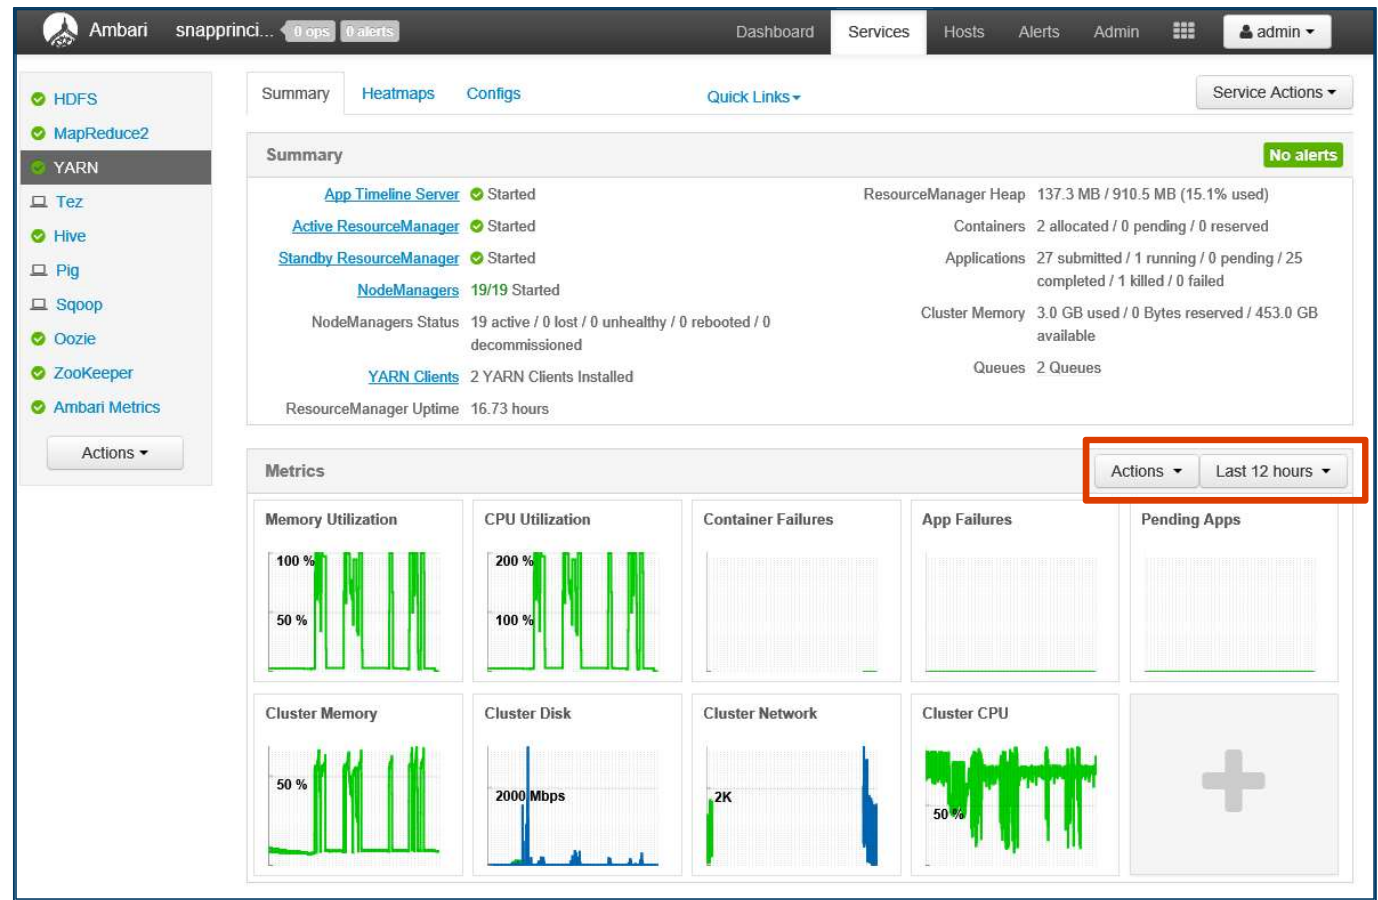 Ambari snapprinci... 0 ops 0 alerts Dashboard Services Hosts Alerts Admin admin
HDFS
MapReduce2
YARN
Tez
Hive
Pig
Sqoop
Oozie
ZooKeeper
Ambari Metrics
Actions
Summary Heatmaps Configs Quick Links Service Actions
Summary No alerts
App Timeline Server Started
Active ResourceManager Started
Standby ResourceManager Started
NodeManagers 19/19 Started
NodeManagers Status 19 active / 0 lost / 0 unhealthy / 0 rebooted / 0
decommissioned
YARN Clients 2 YARN Clients Installed
ResourceManager Uptime 16.73 hours
ResourceManager Heap 137.3 MB / 910.5 MB (15.1% used)
Containers 2 allocated / 0 pending / 0 reserved
Applications 27 submitted / 1 running / 0 pending / 25
completed / 1 killed / 0 failed
Cluster Memory 3.0 GB used / 0 Bytes reserved / 453.0 GB
available
Queues 2 Queues
Metrics Actions Last 12 hours
Memory Utilization
100 %
50 %
CPU Utilization
200 %
100 %
Container Failures
App Failures
Pending Apps
Cluster Memory
50 %
Cluster Disk
2000 Mbps
Cluster Network
2K
Cluster CPU
50 %